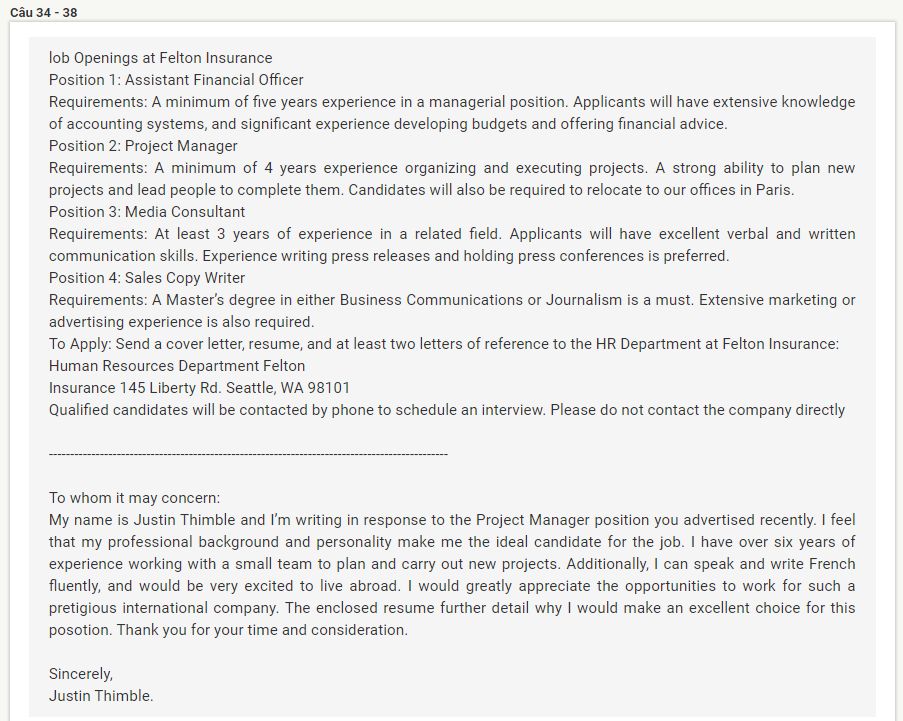 Câu 34 - 38
lob Openings at Felton Insurance
Position 1: Assistant Financial Officer
Requirements: A minimum of five years experience in a managerial position. Applicants will have extensive knowledge
of accounting systems, and significant experience developing budgets and offering financial advice.
Position 2: Project Manager
Requirements: A minimum of 4 years experience organizing and executing projects. A strong ability to plan new
projects and lead people to complete them. Candidates will also be required to relocate to our offices in Paris.
Position 3: Media Consultant
Requirements: At least 3 years of experience in a related field. Applicants will have excellent verbal and written
communication skills. Experience writing press releases and holding press conferences is preferred.
Position 4: Sales Copy Writer
Requirements: A Master's degree in either Business Communications or Journalism is a must. Extensive marketing or
advertising experience is also required.
To Apply: Send a cover letter, resume, and at least two letters of reference to the HR Department at Felton Insurance:
Human Resources Department Felton
Insurance 145 Liberty Rd. Seattle, WA 98101
Qualified candidates will be contacted by phone to schedule an interview. Please do not contact the company directly
----------------------------------------------------------------------------------------------
To whom it may concern:
My name is Justin Thimble and I'm writing in response to the Project Manager position you advertised recently. I feel
that my professional background and personality make me the ideal candidate for the job. I have over six years of
experience working with a small team to plan and carry out new projects. Additionally, I can speak and write French
fluently, and would be very excited to live abroad. I would greatly appreciate the opportunities to work for such a
pretigious international company. The enclosed resume further detail why I would make an excellent choice for this
posotion. Thank you for your time and consideration.
Sincerely,
Justin Thimble.